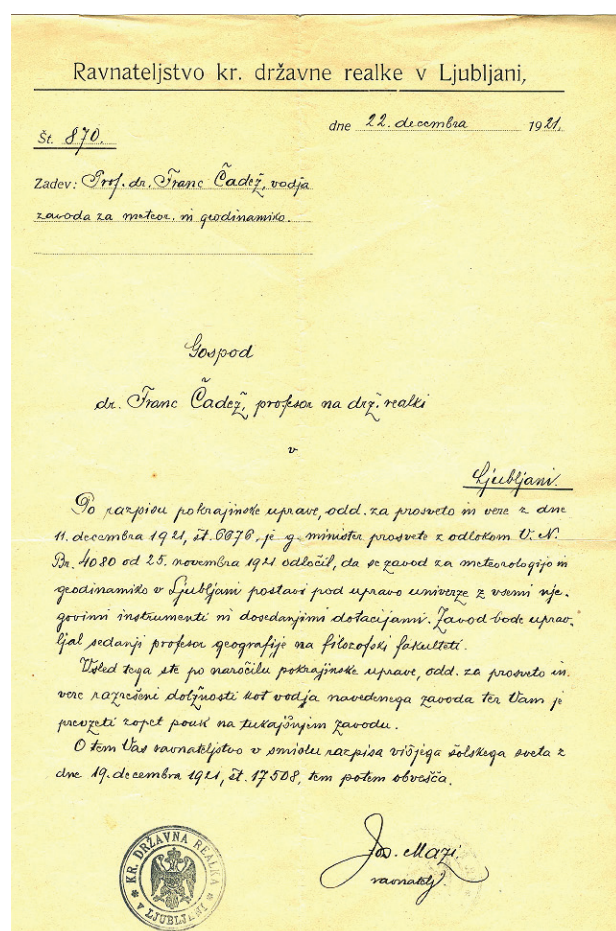 Ravnateljstvo kr. državne realke v Ljubljani,
dne 22. decembra 1921.
Št. 870.
Zadev: Prof. dr. Franc Čadež, vodja
zavoda za meteor. in geodinamiko.
Gospod
dr. Franc Čadež, profesor na drž. realki
v
Ljubljani.
Po razpisu pokrajinske uprave, odd. za prosveto in vere z dne
11. decembra 1921, št. 6676, je g. minister prosvete z odlokom U. N.
Br. 4080 od 25. novembra 1921 odločil, da se zavod za meteorologijo in
geodinamiko v Ljubljani postavi pod upravo univerze z vsemi nje-
govimi instrumenti in dosedanjimi dotacijami. Zavod bode uprav-
ljal sedanji profesor geografije na filozofski fakulteti.
Vsled tega ste po naročilu pokrajinske uprave, odd. za prosveto in
vere razrešeni dolžnosti kot vodja navedenega zavoda ter Vam je
prevzeti zopet pouk na tukajšnjem zavodu.
O tem Vas ravnateljstvo v smislu razpisa višjega šolskega sveta z
dne 19. decembra 1921, št. 17508, tem potem obvešča.
Jos. Mazi.
ravnatelj.
KR. DRŽAVNA REALKA
V LJUBLJANI